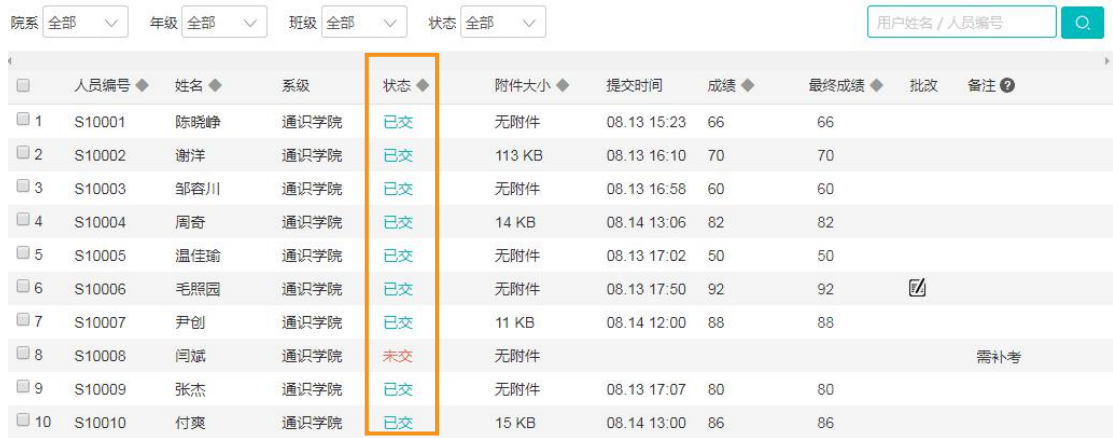 院系 全部 年级 全部 班级 全部 状态 全部 用户姓名 / 人员编号
人员编号 姓名 系级 状态 附件大小 提交时间 成绩 最终成绩 批改 备注 ?
1 S10001 陈晓峥 通识学院 已交 无附件 08.13 15:23 66 66
2 S10002 谢洋 通识学院 已交 113 KB 08.13 16:10 70 70
3 S10003 邹容川 通识学院 已交 无附件 08.13 16:58 60 60
4 S10004 周奇 通识学院 已交 14 KB 08.14 13:06 82 82
5 S10005 温佳瑜 通识学院 已交 无附件 08.13 17:02 50 50
6 S10006 毛照园 通识学院 已交 无附件 08.13 17:50 92 92
7 S10007 尹创 通识学院 已交 11 KB 08.14 12:00 88 88
8 S10008 闫斌 通识学院 未交 无附件 需补考
9 S10009 张杰 通识学院 已交 无附件 08.13 17:07 80 80
10 S10010 付爽 通识学院 已交 15 KB 08.14 13:00 86 86